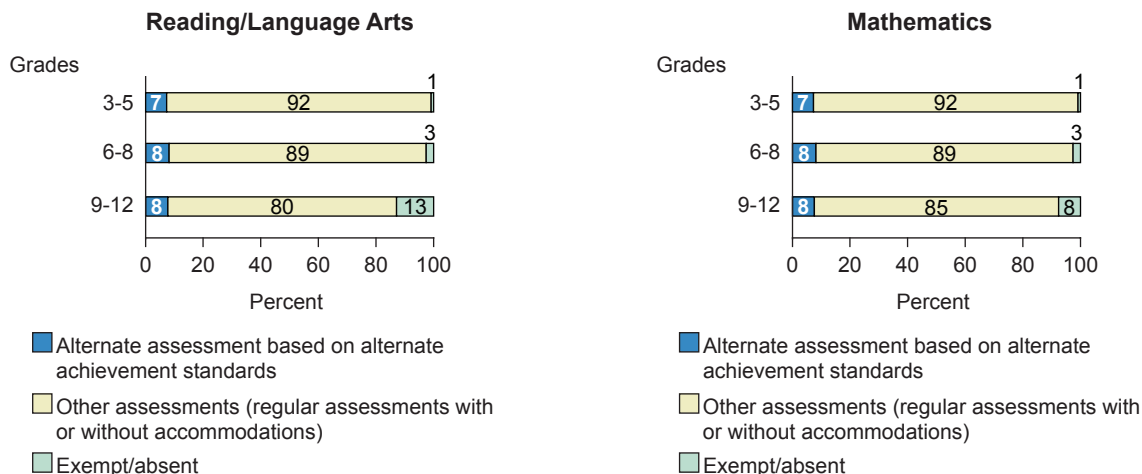 Reading/Language Arts
Grades
1
3-5 7 92
3
6-8 8 89
9-12 8 80 13
0 20 40 60 80 100
Percent
Alternate assessment based on alternate
achievement standards
Other assessments (regular assessments with
or without accommodations)
Exempt/absent
Mathematics
Grades
1
3-5 7 92
3
6-8 8 89
9-12 8 85 8
0 20 40 60 80 100
Percent
Alternate assessment based on alternate
achievement standards
Other assessments (regular assessments with
or without accommodations)
Exempt/absent